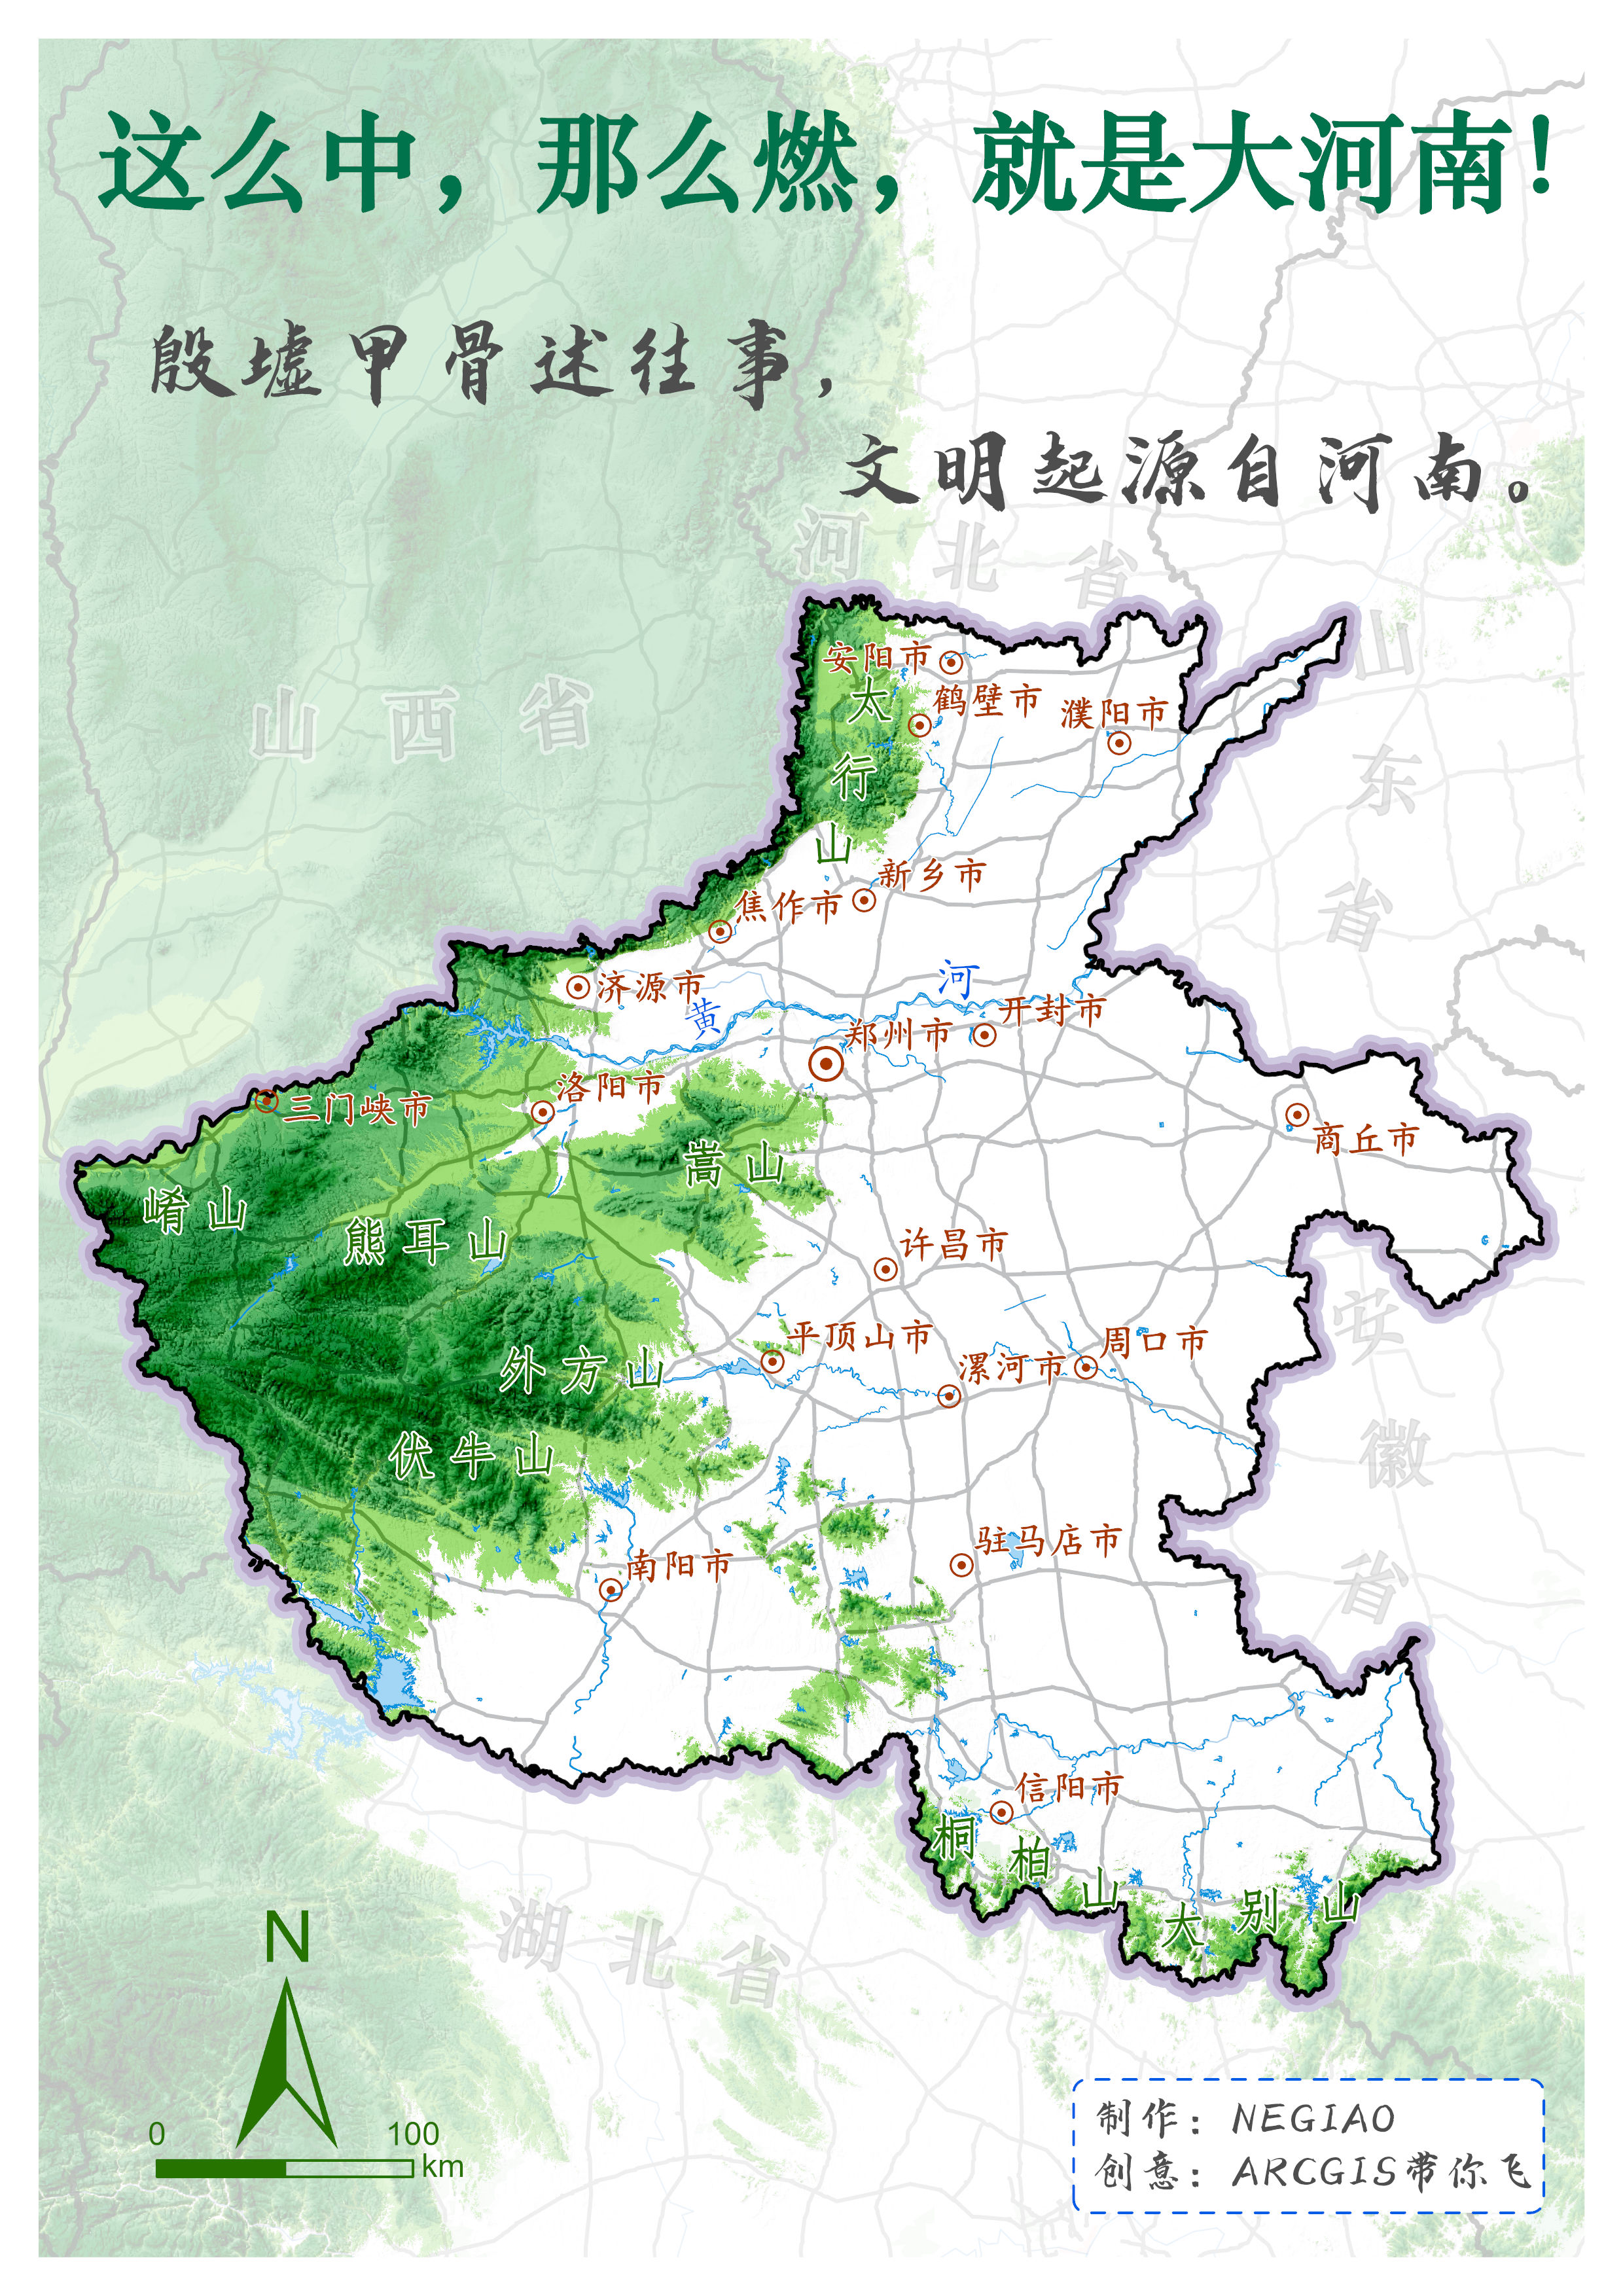 这么中，那么燃，就是大河南！
殷墟甲骨述往事，
文明起源自河南。
河北省
山西省
山东省
安阳市
太行山
鹤壁市
濮阳市
新乡市
焦作市
济源市
黄河
开封市
郑州市
洛阳市
三门峡市
商丘市
嵩山
崤山
熊耳山
许昌市
安徽省
平顶山市
周口市
外方山
漯河市
伏牛山
驻马店市
南阳市
信阳市
桐柏山
大别山
湖北省
N
0 100
km
制作：NEGIAO
创意：ARCGIS带你飞